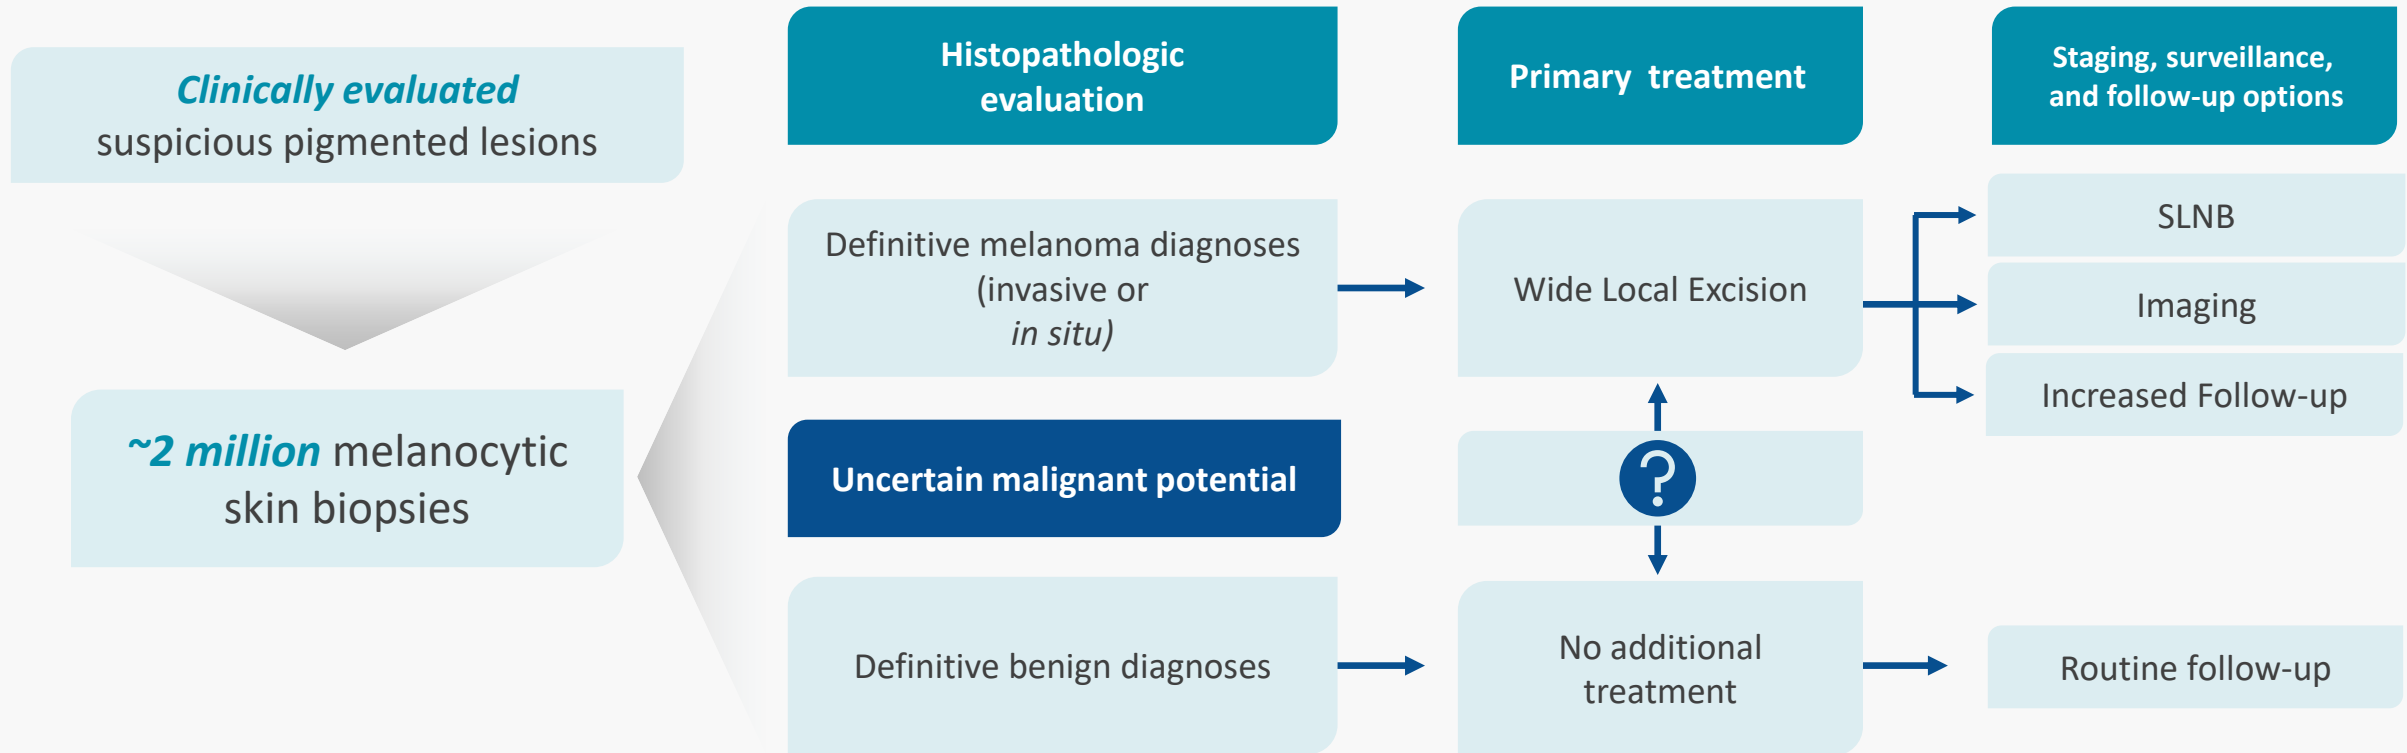 Clinically evaluated
suspicious pigmented lesions
~2 million melanocytic
skin biopsies
Histopathologic
evaluation
Definitive melanoma diagnoses
(invasive or
in situ)
Uncertain malignant potential
Definitive benign diagnoses
Primary treatment
Wide Local Excision
?
No additional
treatment
Staging, surveillance,
and follow-up options
SLNB
Imaging
Increased Follow-up
Routine follow-up